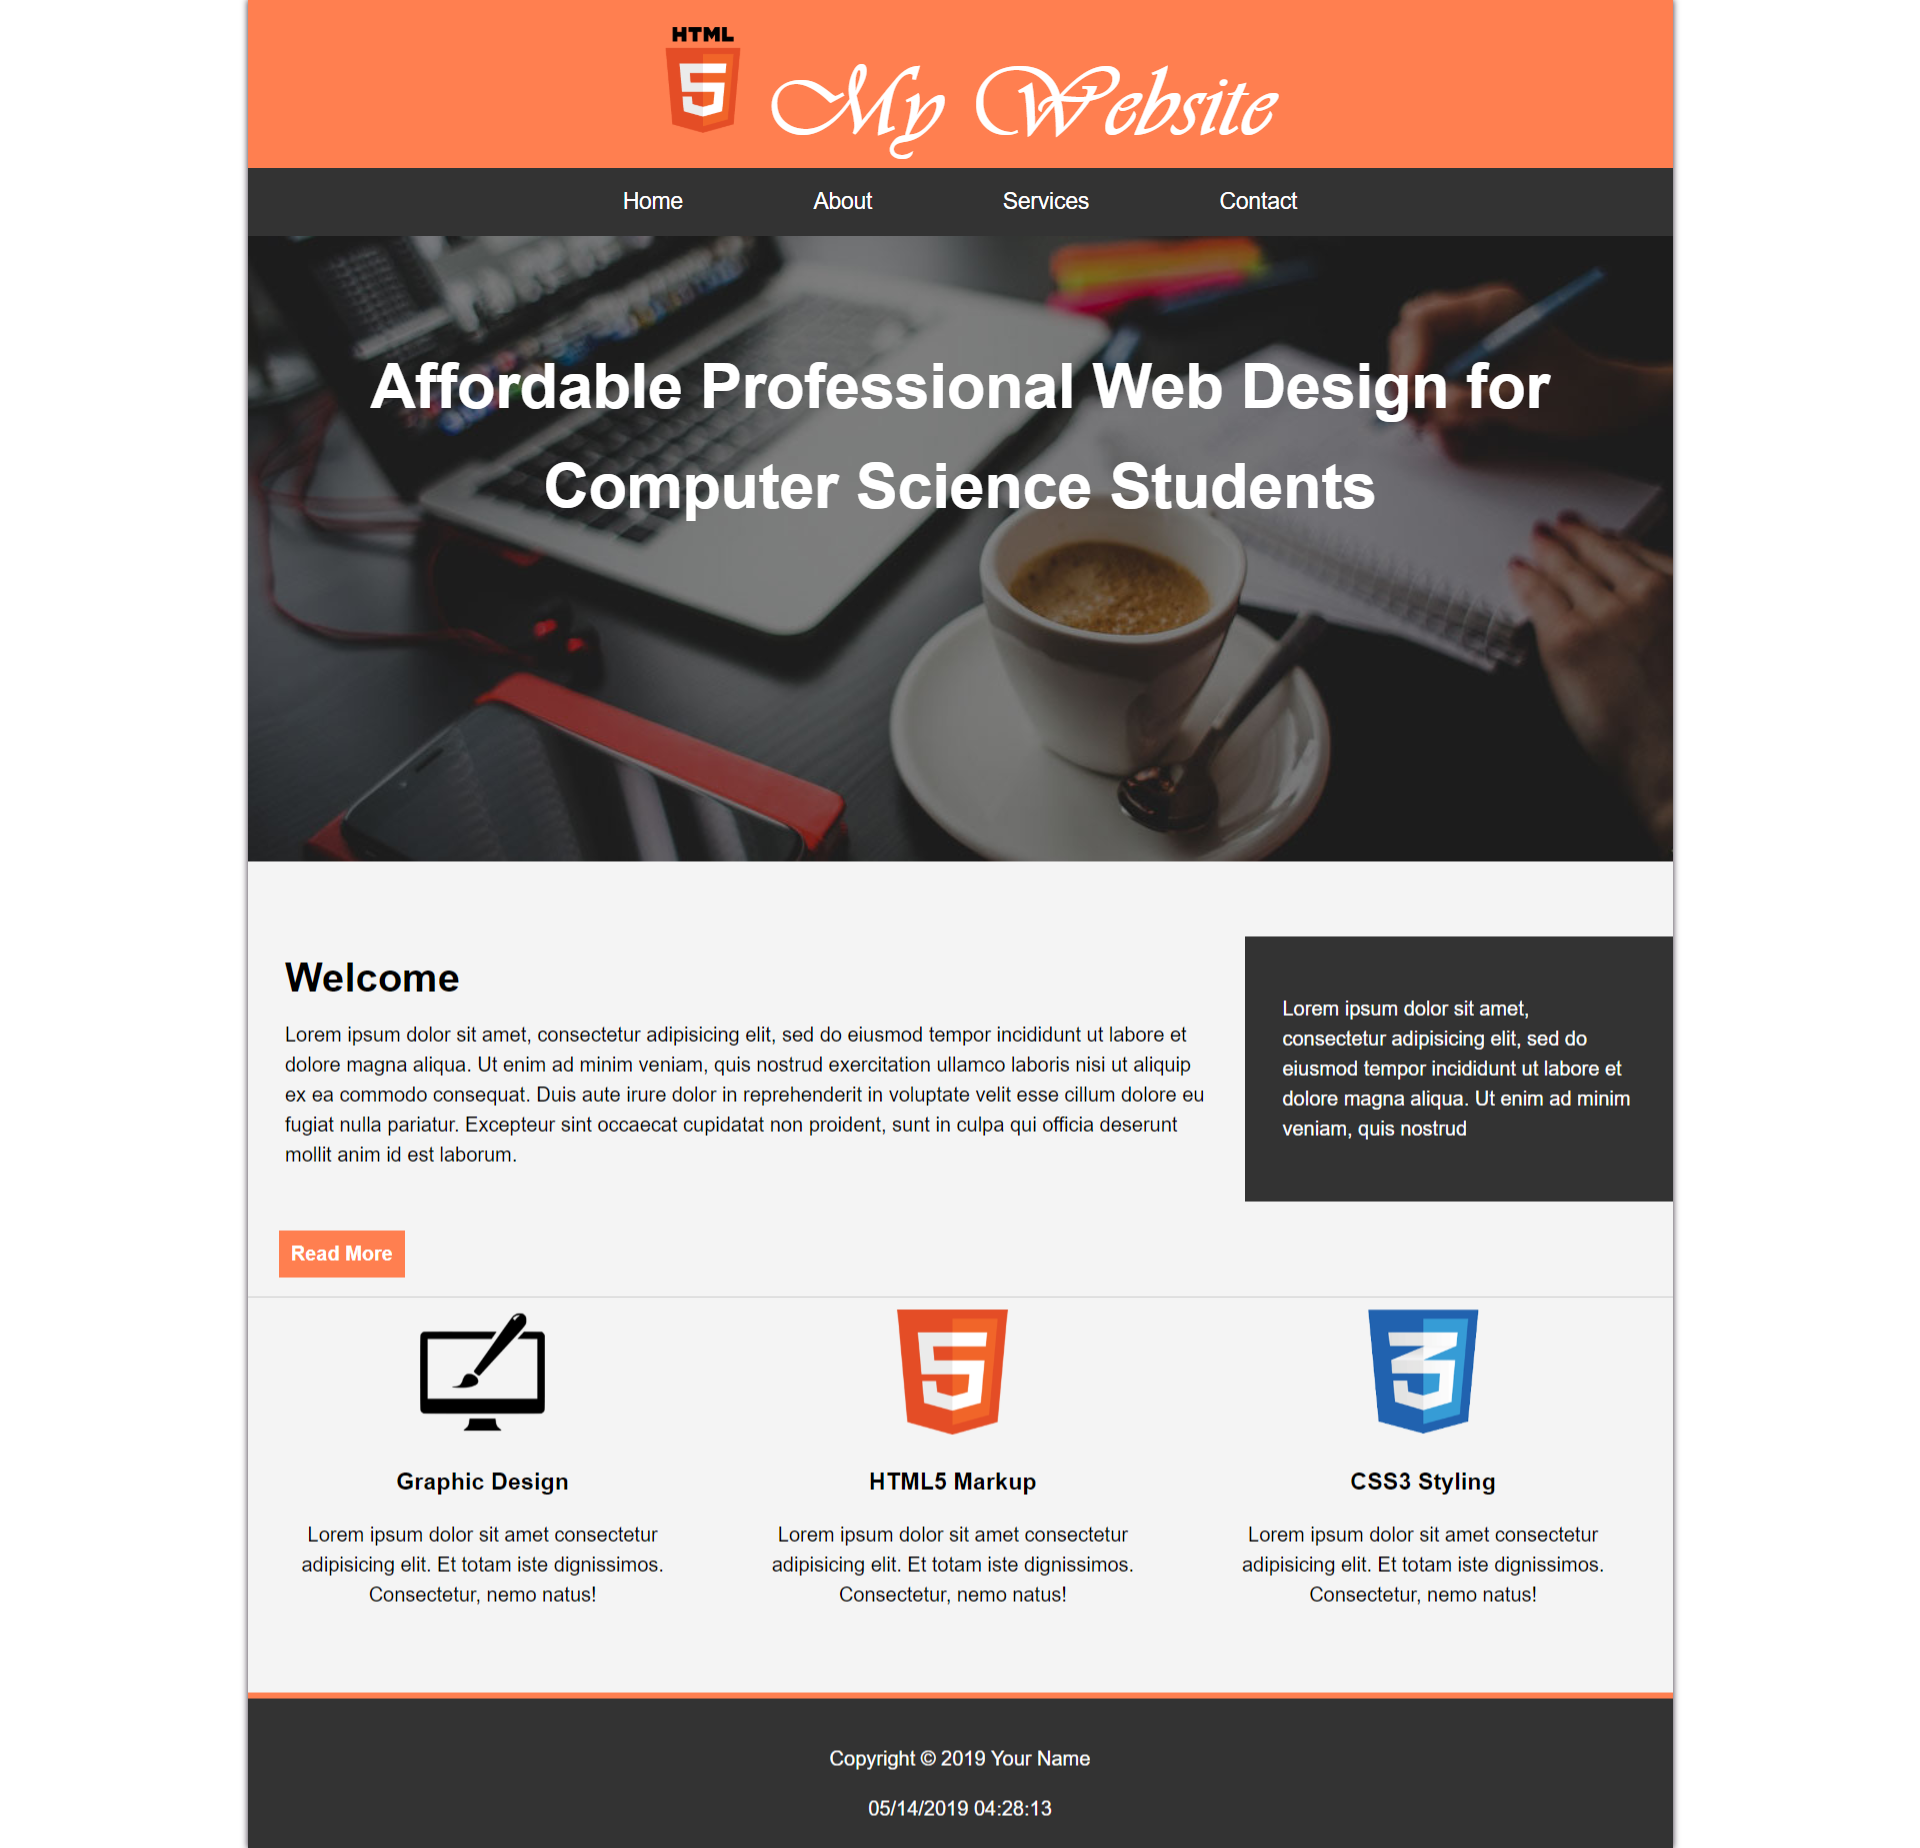 HTML
5
My Website
Home About Services Contact
Affordable Professional Web Design for
Computer Science Students
Welcome
Lorem ipsum dolor sit amet, consectetur adipisicing elit, sed do eiusmod tempor incididunt ut labore et
dolore magna aliqua. Ut enim ad minim veniam, quis nostrud exercitation ullamco laboris nisi ut aliquip
ex ea commodo consequat. Duis aute irure dolor in reprehenderit in voluptate velit esse cillum dolore eu
fugiat nulla pariatur. Excepteur sint occaecat cupidatat non proident, sunt in culpa qui officia deserunt
mollit anim id est laborum.
Read More
Lorem ipsum dolor sit amet,
consectetur adipisicing elit, sed do
eiusmod tempor incididunt ut labore et
dolore magna aliqua. Ut enim ad minim
veniam, quis nostrud
Graphic Design
Lorem ipsum dolor sit amet consectetur
adipisicing elit. Et totam iste dignissimos.
Consectetur, nemo natus!
5
HTML5 Markup
Lorem ipsum dolor sit amet consectetur
adipisicing elit. Et totam iste dignissimos.
Consectetur, nemo natus!
3
CSS3 Styling
Lorem ipsum dolor sit amet consectetur
adipisicing elit. Et totam iste dignissimos.
Consectetur, nemo natus!
Copyright © 2019 Your Name
05/14/2019 04:28:13